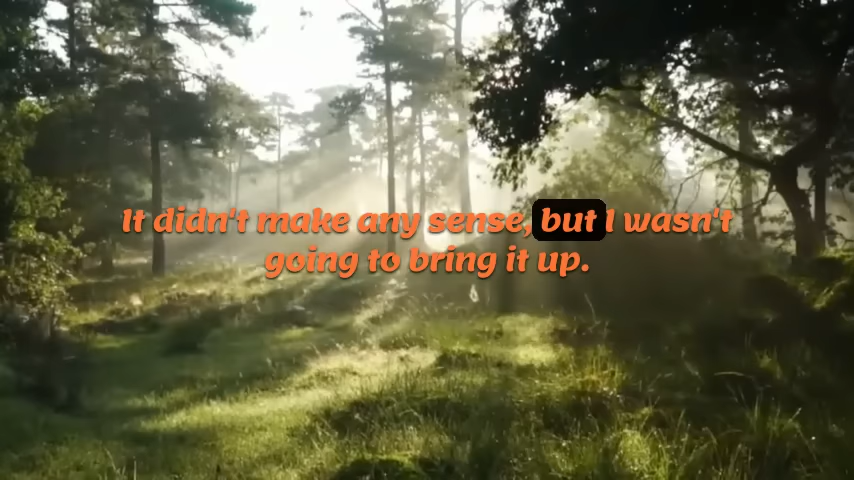 It didn't make any sense, but I wasn't
going to bring it up.